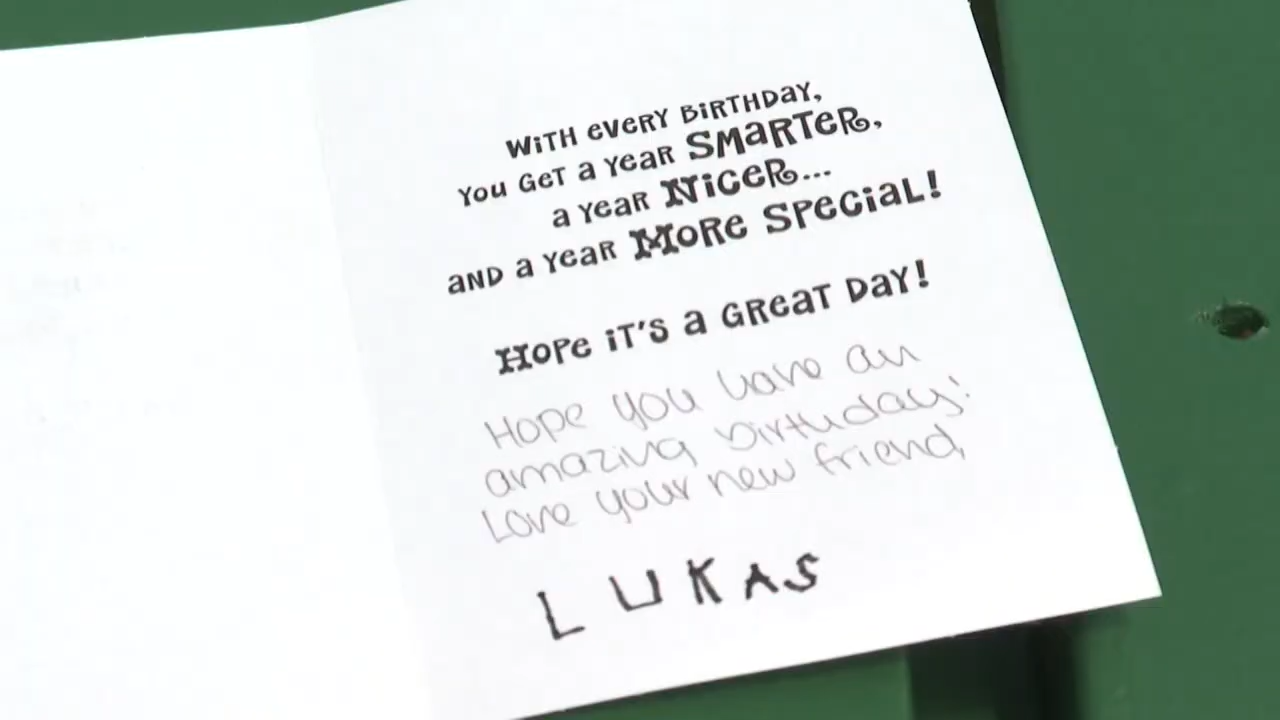 WiTH eVeRY BiRTHDaY,
You GeT a YeaR SMaRTeR,
a YeaR NiCeR...
aND a YeaR MoRe SPeCiaL!
HoPe iT'S a GReaT DaY!
Hope you have an
amazing birthday!
Love your new friend,
LUKAS